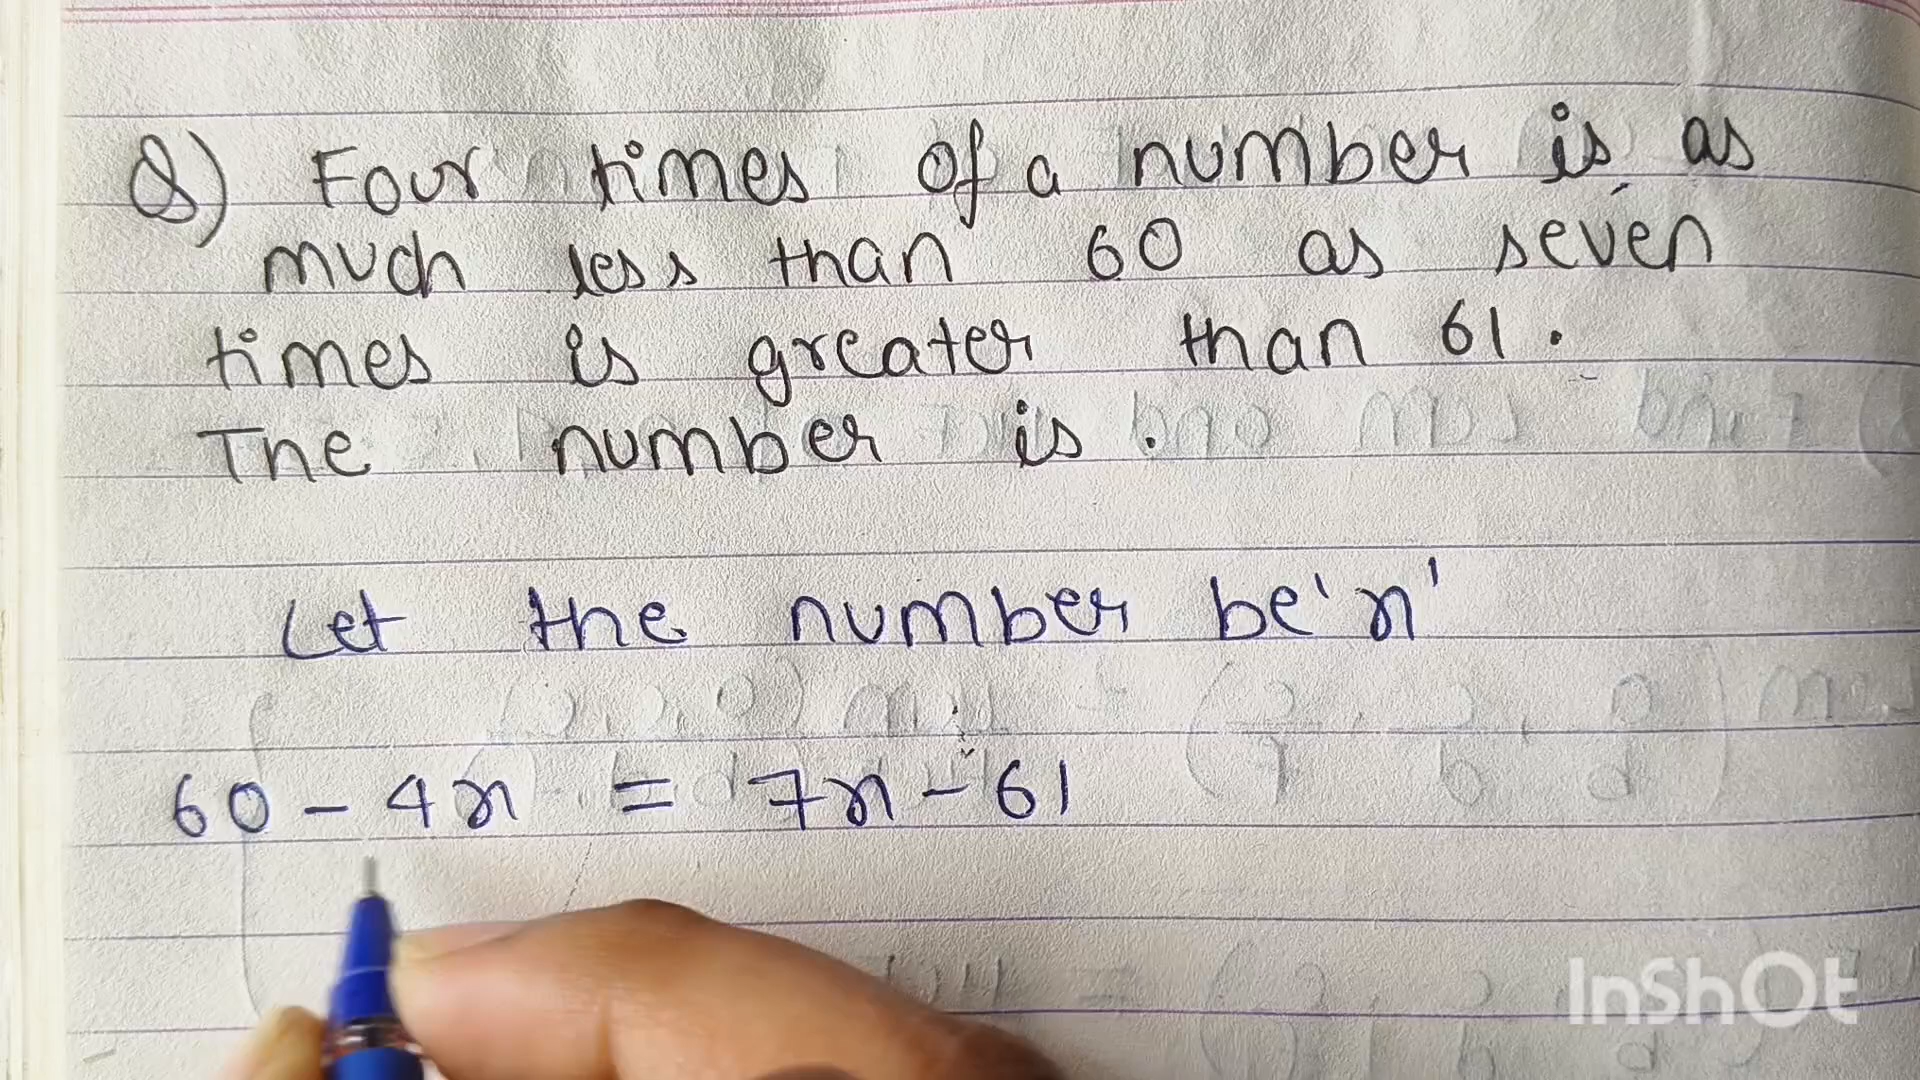 Q) Four times of a number is as
much less than 60 as seven
times is greater than 61.
The number is.
Let the number be 'x'
60 - 4x = 7x - 61
InShOt